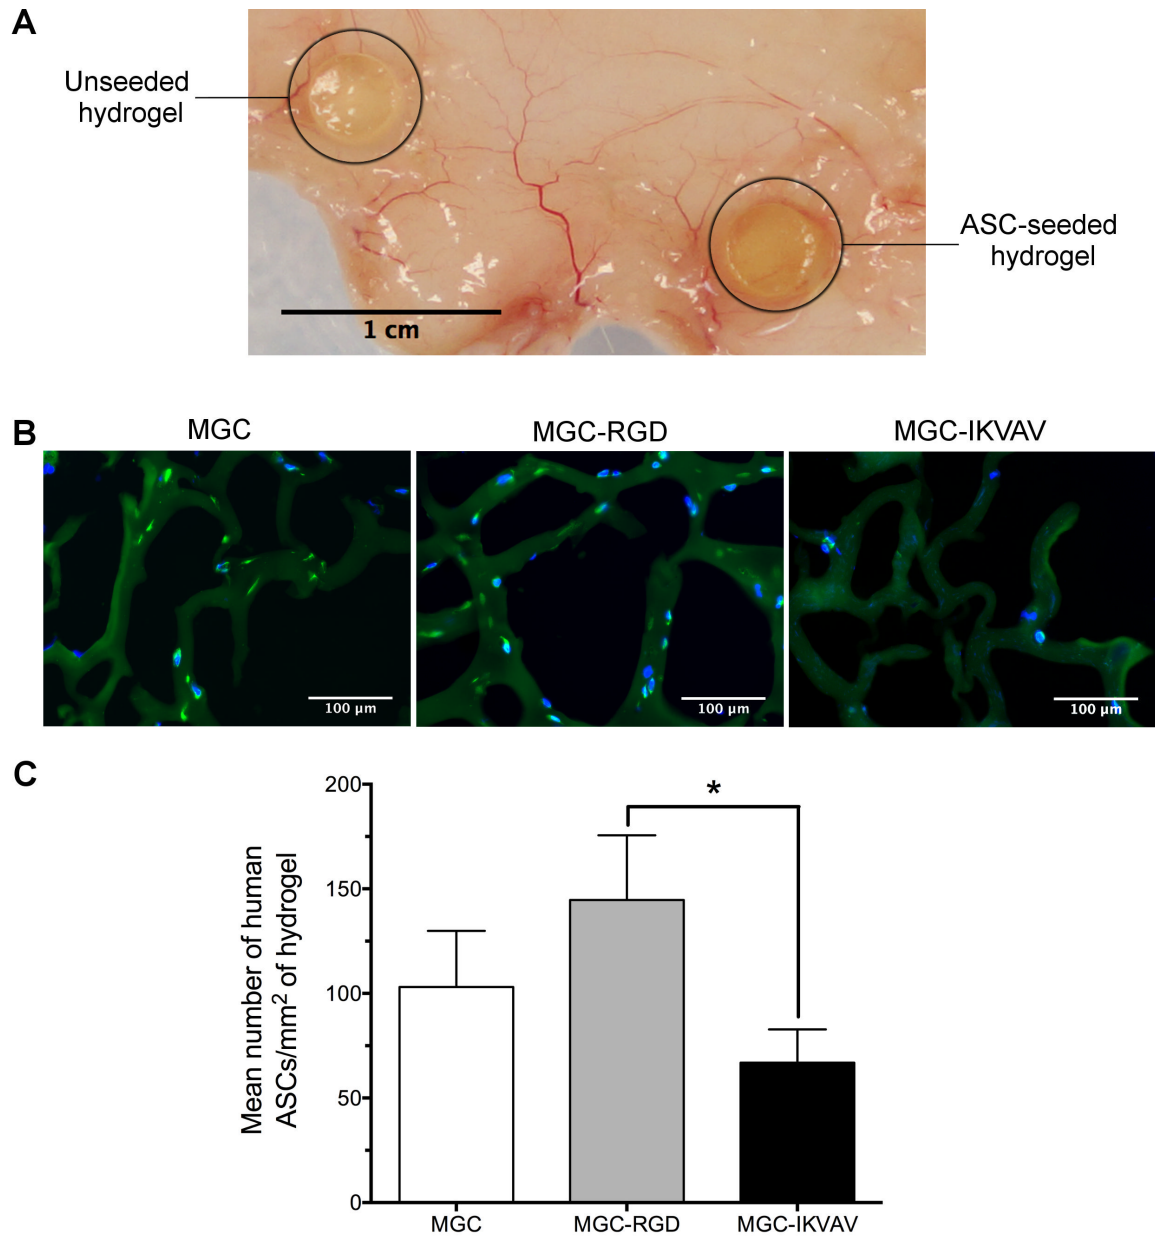 A
Unseeded
hydrogel
ASC-seeded
hydrogel
1 cm
B
MGC
MGC-RGD
MGC-IKVAV
100 µm
100 µm
100 µm
C
Mean number of human
ASCs/mm² of hydrogel
200
150
100
50
0
*
MGC
MGC-RGD
MGC-IKVAV